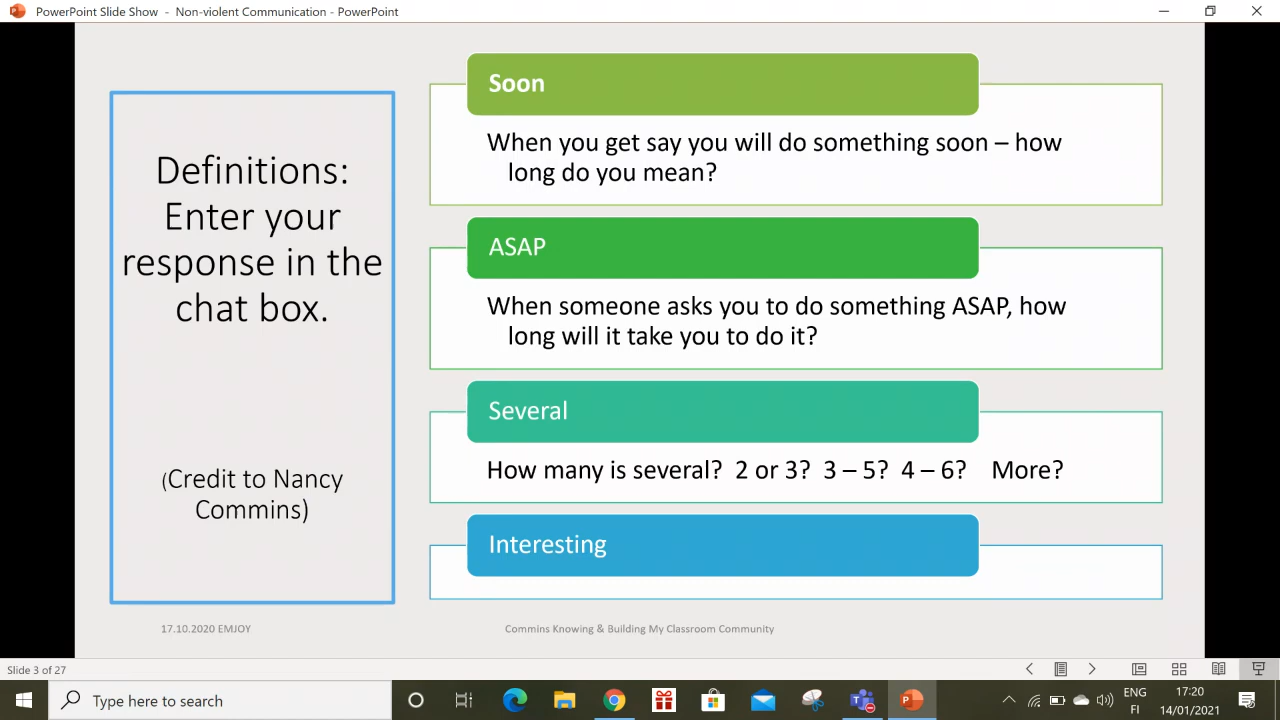 PowerPoint Slide Show - Non-violent Communication - PowerPoint
Definitions:
Enter your
response in the
chat box.
(Credit to Nancy
Commins)
Soon
When you get say you will do something soon – how
long do you mean?
ASAP
When someone asks you to do something ASAP, how
long will it take you to do it?
Several
How many is several? 2 or 3? 3 – 5? 4 – 6? More?
Interesting
17.10.2020 EMJOY
Commins Knowing & Building My Classroom Community
Slide 3 of 27
Type here to search
ENG
FI
17:20
14/01/2021